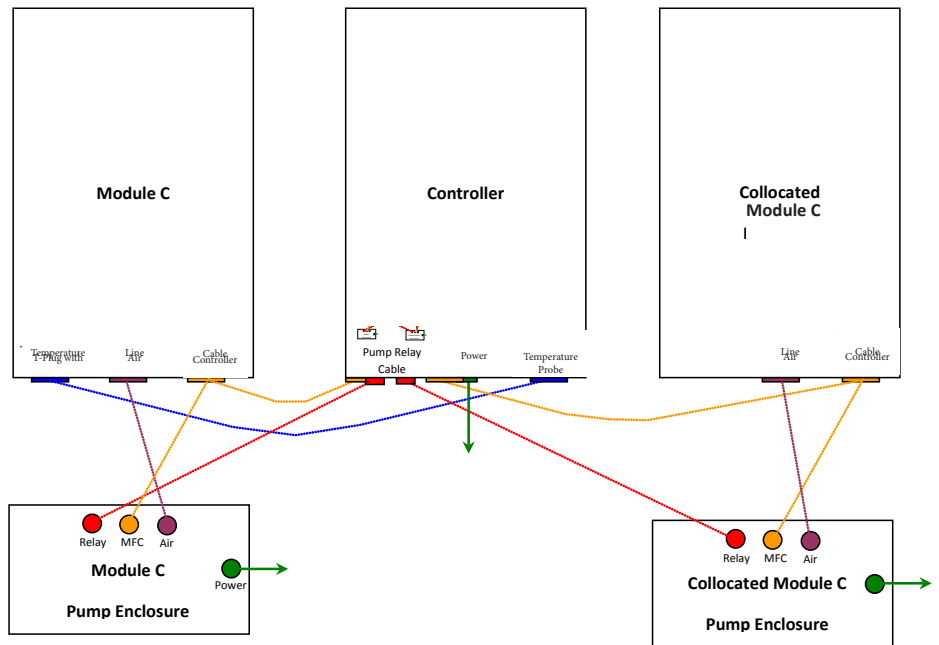 Module C
Controller
Collocated
Module C
Temperature
T-Plug with
Line
Air
Cable
Controller
Pump Relay
Cable
Power
Temperature
Probe
Line
Air
Cable
Controller
Relay
MFC
Air
Module C
Power
Pump Enclosure
Relay
MFC
Air
Collocated Module C
Pump Enclosure